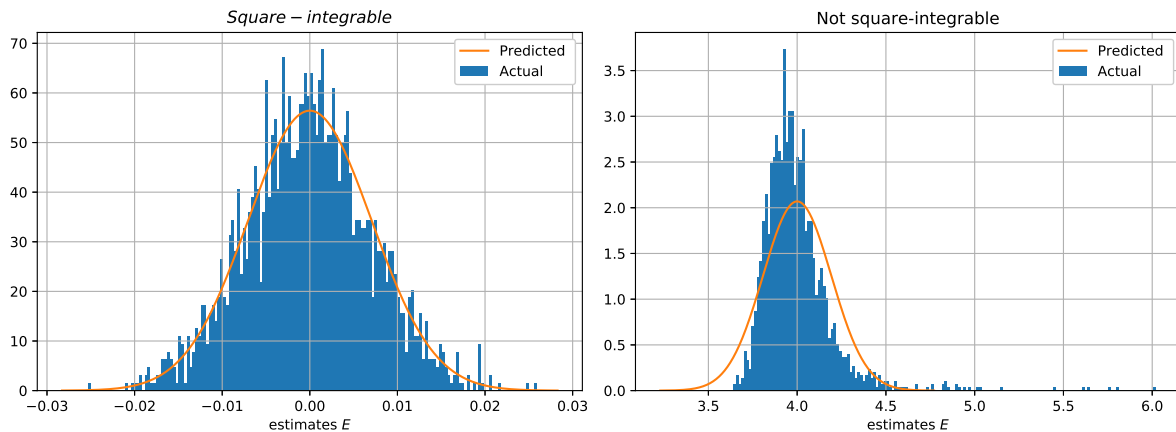 Square − integrable
70
60
50
40
30
20
10
0
−0.03 −0.02 −0.01 0.00 0.01 0.02 0.03
estimates E
Predicted
Actual
Not square-integrable
3.5
3.0
2.5
2.0
1.5
1.0
0.5
0.0
3.5 4.0 4.5 5.0 5.5 6.0
estimates E
Predicted
Actual